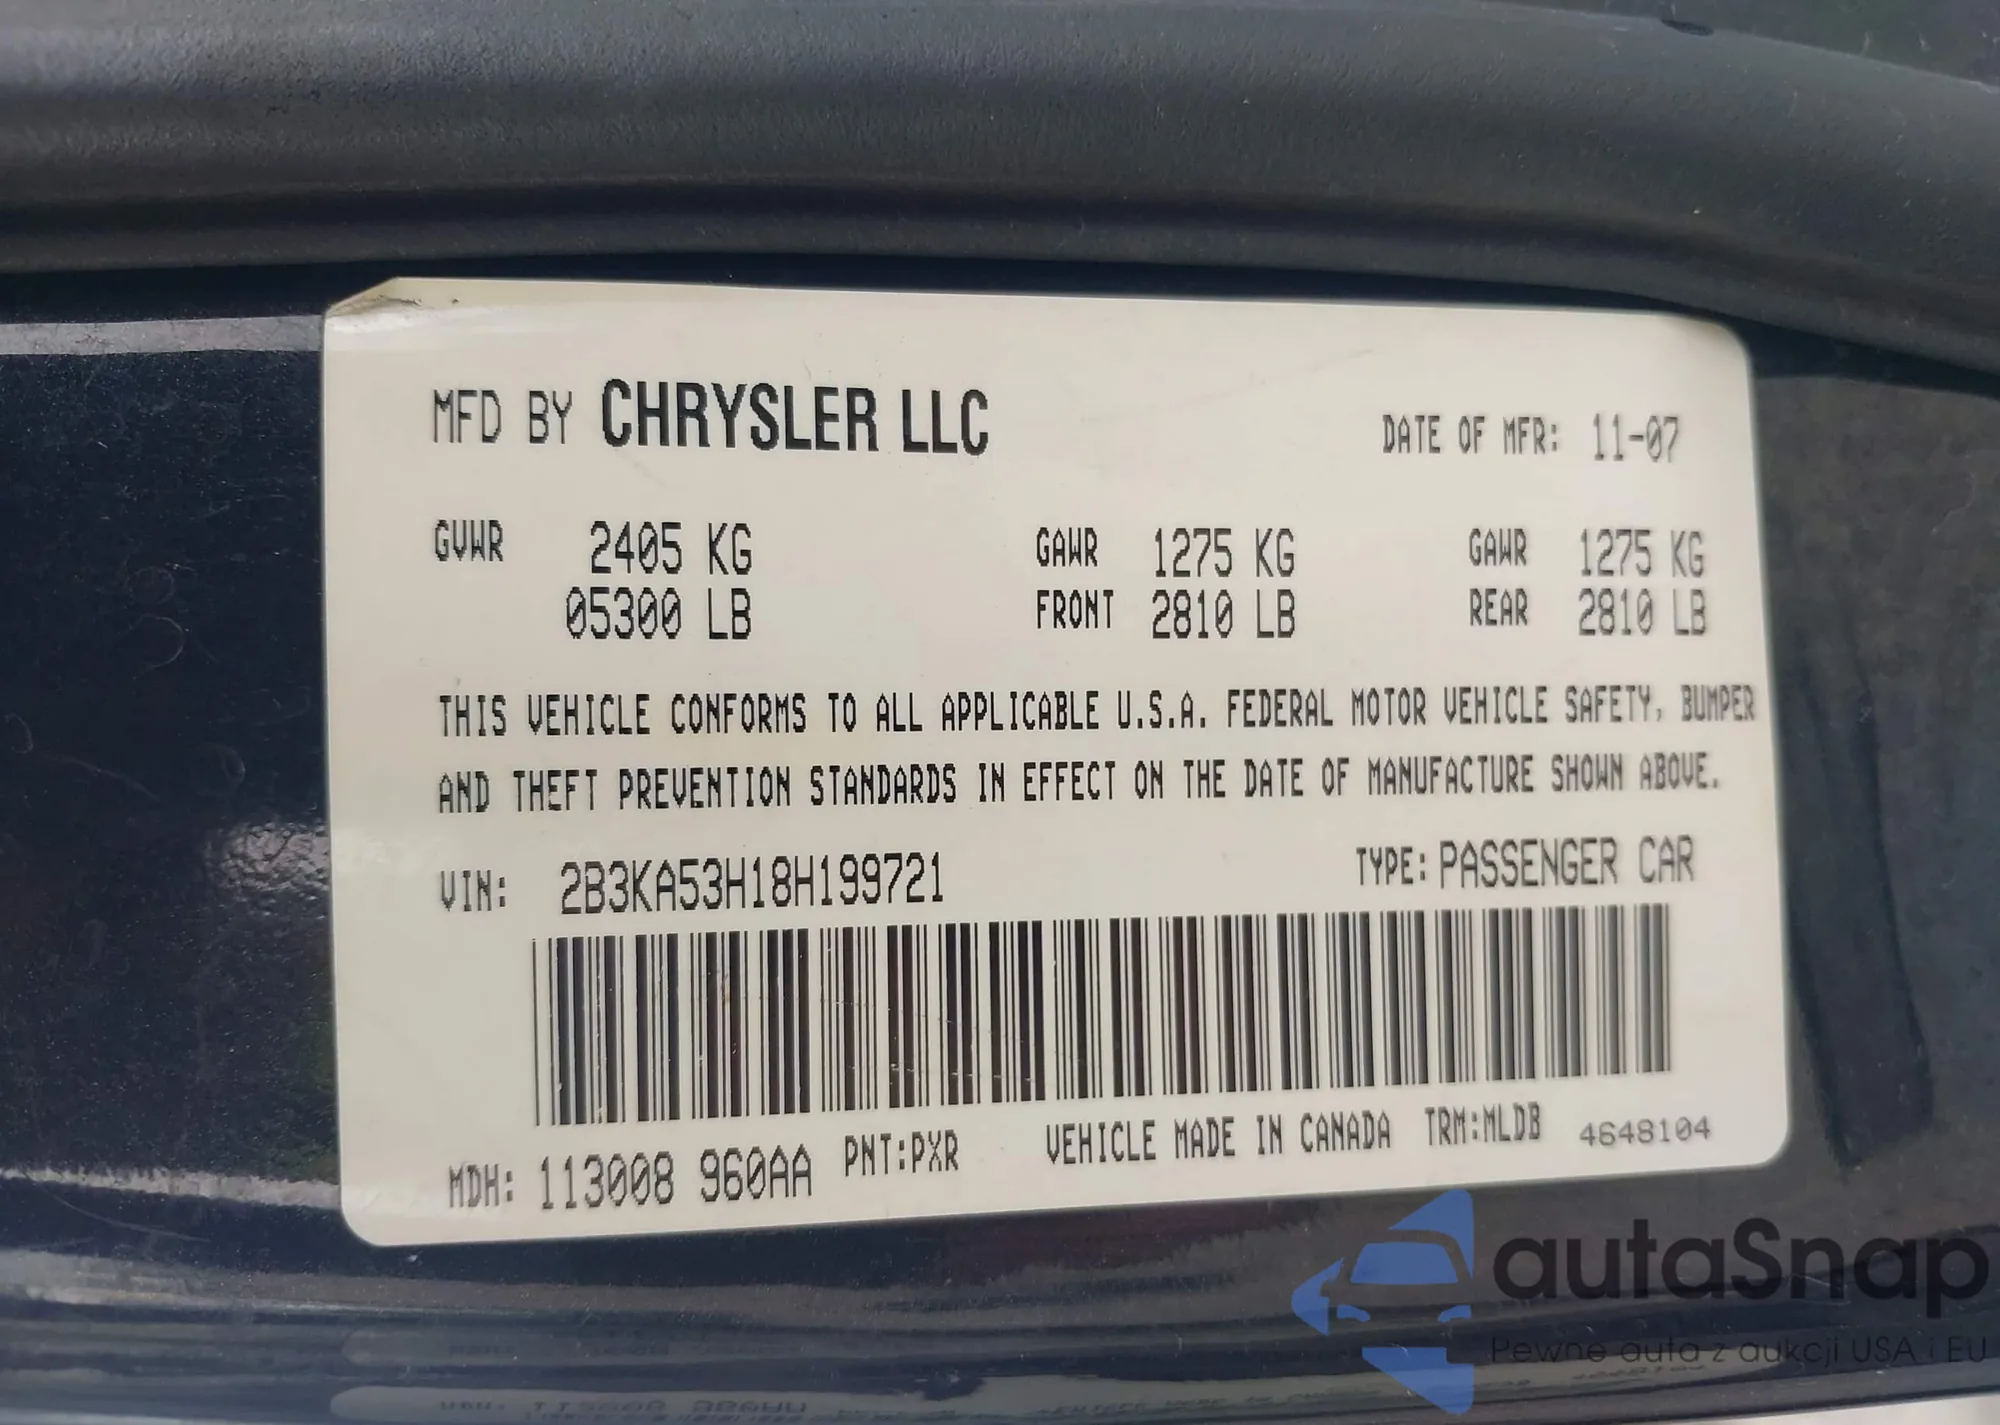 MFD BY CHRYSLER LLC DATE OF MFR: 11-07
GVWR 2405 KG GAWR 1275 KG GAWR 1275 KG
05300 LB FRONT 2810 LB REAR 2810 LB
THIS VEHICLE CONFORMS TO ALL APPLICABLE U.S.A. FEDERAL MOTOR VEHICLE SAFETY, BUMPER
AND THEFT PREVENTION STANDARDS IN EFFECT ON THE DATE OF MANUFACTURE SHOWN ABOVE.
VIN: 2B3KA53H18H199721 TYPE: PASSENGER CAR
MDH: 113008 960AA PNT:PXR VEHICLE MADE IN CANADA TRM:MLDB 4648104
autaSnap
Pewne auta z aukcji USA i EU